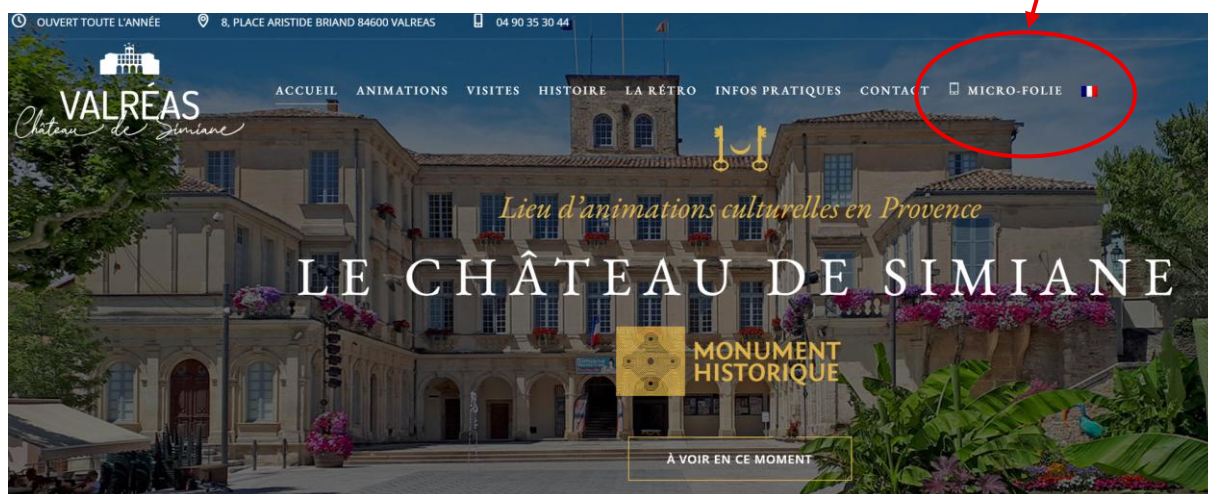 OUVERT TOUTE L'ANNÉE 8, PLACE ARISTIDE BRIAND 84600 VALREAS 04 90 35 30 44
VALRÉAS
Château de Simiane
ACCUEIL ANIMATIONS VISITES HISTOIRE LA RÉTRO INFOS PRATIQUES CONTACT MICRO-FOLIE
Lieu d'animations culturelles en Provence
LE CHÂTEAU DE SIMIANE
MONUMENT
HISTORIQUE
À VOIR EN CE MOMENT